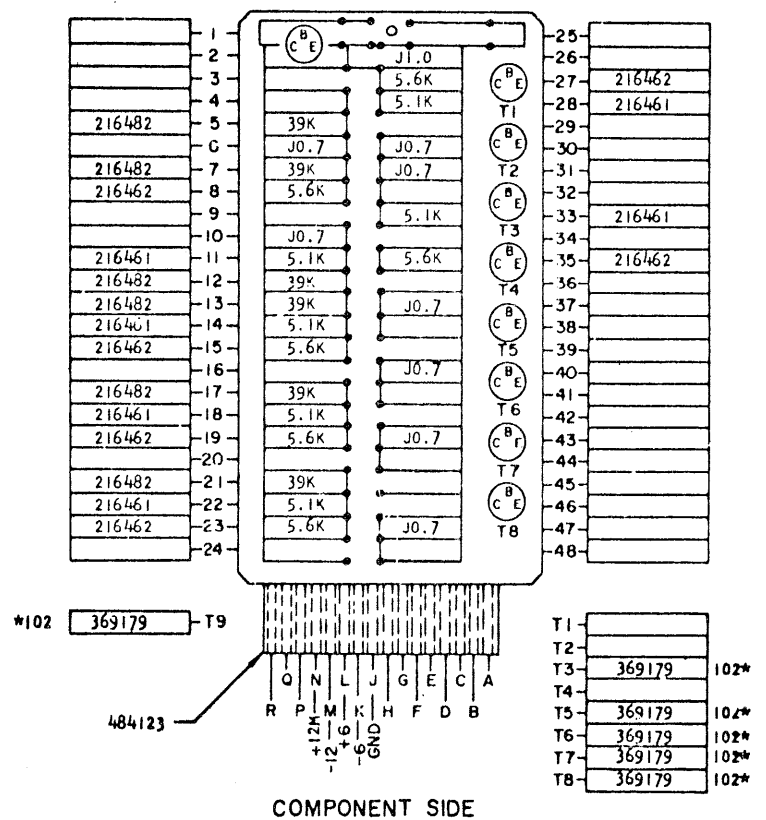 1 25
B
C E
2 J1.0 26
3 5.6K B
C E 27 216462
4 5.1K T1 28 216461
216482 5 39K 29
6 J0.7 J0.7 B
C E 30
216482 7 39K J0.7 T2 31
216462 8 5.6K 32
9 5.1K B
C E T3 33 216461
10 J0.7 34
216461 11 5.1K 5.6K B
C E 35 216462
216482 12 39K T4 36
216482 13 39K J0.7 37
216461 14 5.1K B
C E 38
216462 15 5.6K T5 39
16 J0.7 B
C E 40
216482 17 39K 41
216461 18 5.1K T6 42
216462 19 5.6K J0.7 B
C 43
20 T7 44
216482 21 39K 45
216461 22 5.1K B
C E 46
216462 23 5.6K J0.7 T8 47
24 48
*102 369179 T9
T1
T2
T3 369179 102*
T4
T5 369179 102*
T6 369179 102*
T7 369179 102*
T8 369179 102*
Q N L J G E C A
R P M K H F D B
+12M -12 +6 -6 GND
484123
COMPONENT SIDE